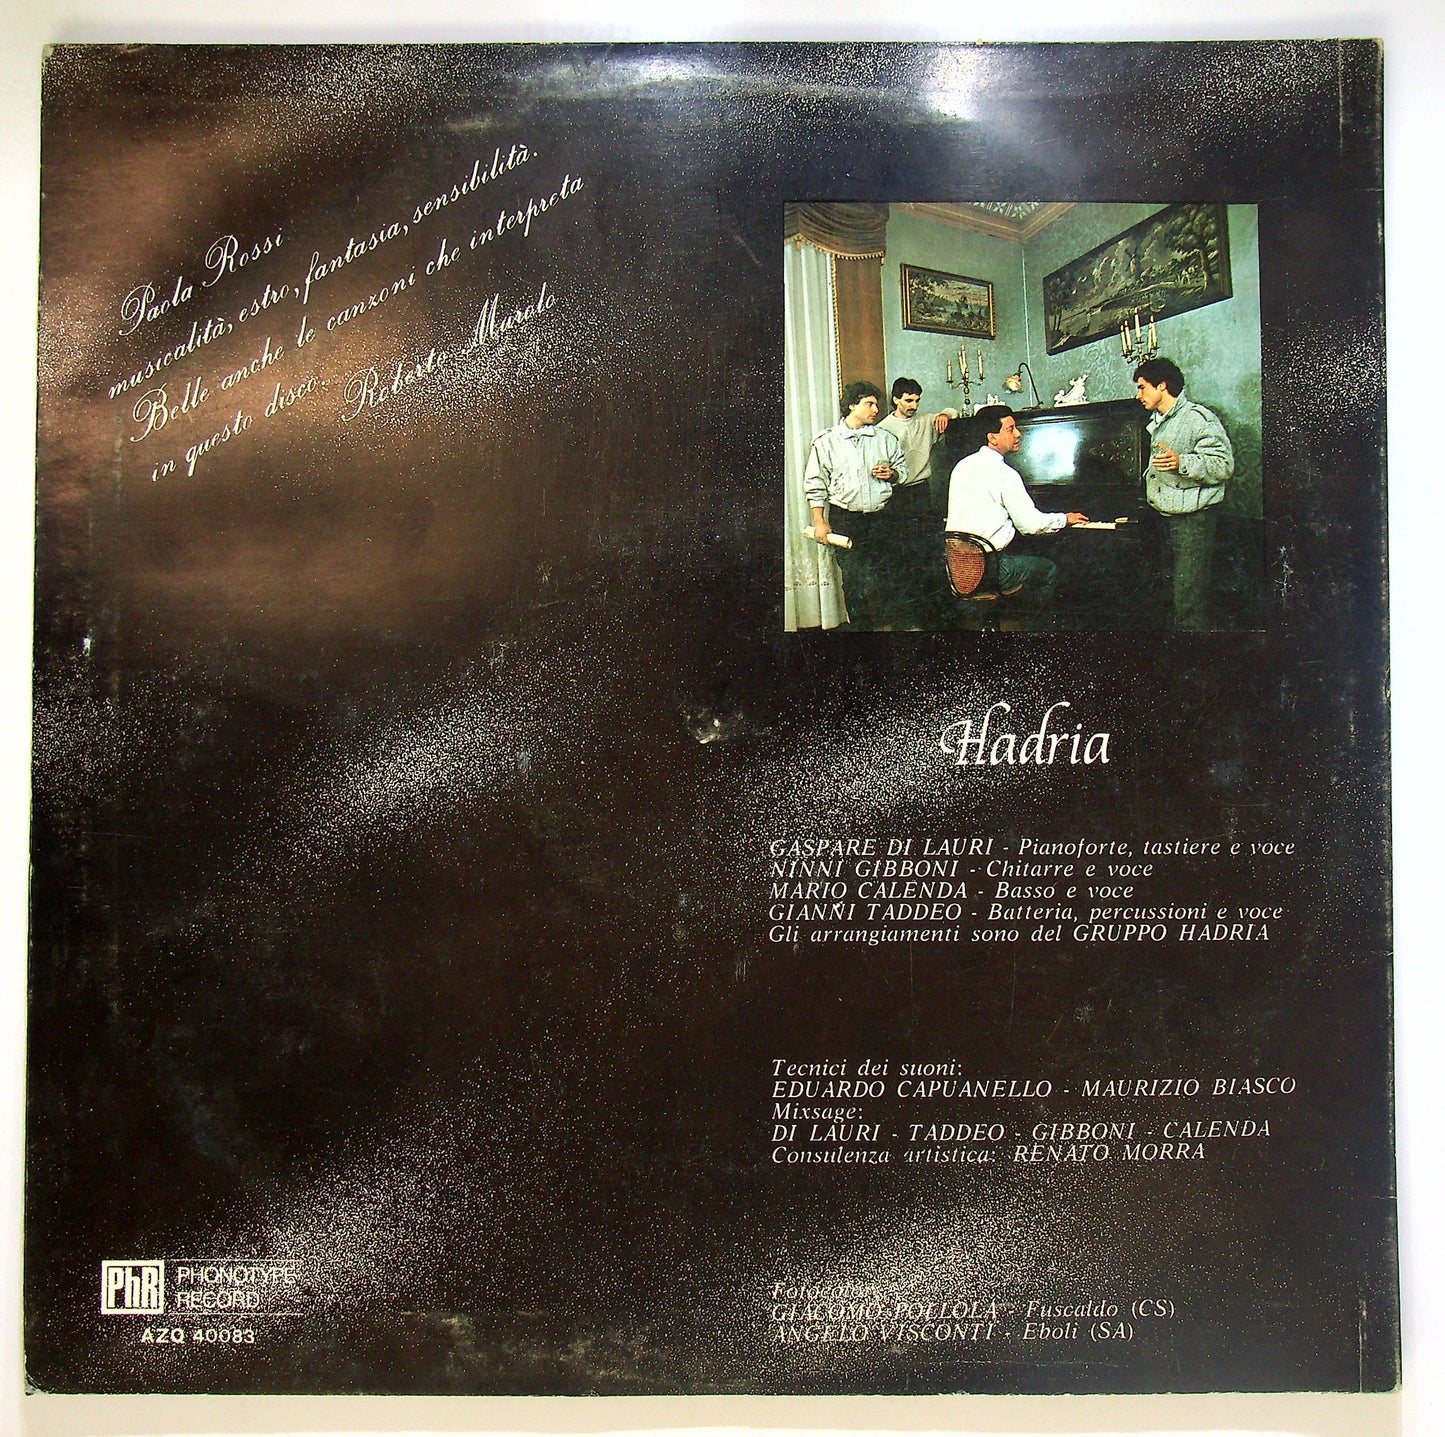 Paola Rossi
musicalità, estro, fantasia, sensibilità.
Belle anche le canzoni che interpreta
in questo disco.
Roberto Murolo
Hadria
GASPARE DI LAURI - Pianoforte, tastiere e voce
NINNI GIBBONI - Chitarre e voce
MARIO CALENDA - Basso e voce
GIANNI TADDEO - Batteria, percussioni e voce
Gli arrangiamenti sono del GRUPPO HADRIA
Tecnici dei suoni:
EDUARDO CAPUANELLO - MAURIZIO BIASCO
Mixsage:
DI LAURI - TADDEO - GIBBONI - CALENDA
Consulenza artistica: RENATO MORRA
GIACOMO POLLOLA - Fuscaldo (CS)
ANGELO VISCONTI - Eboli (SA)
PhR PHONOTYPE
RECORD
AZQ 40083